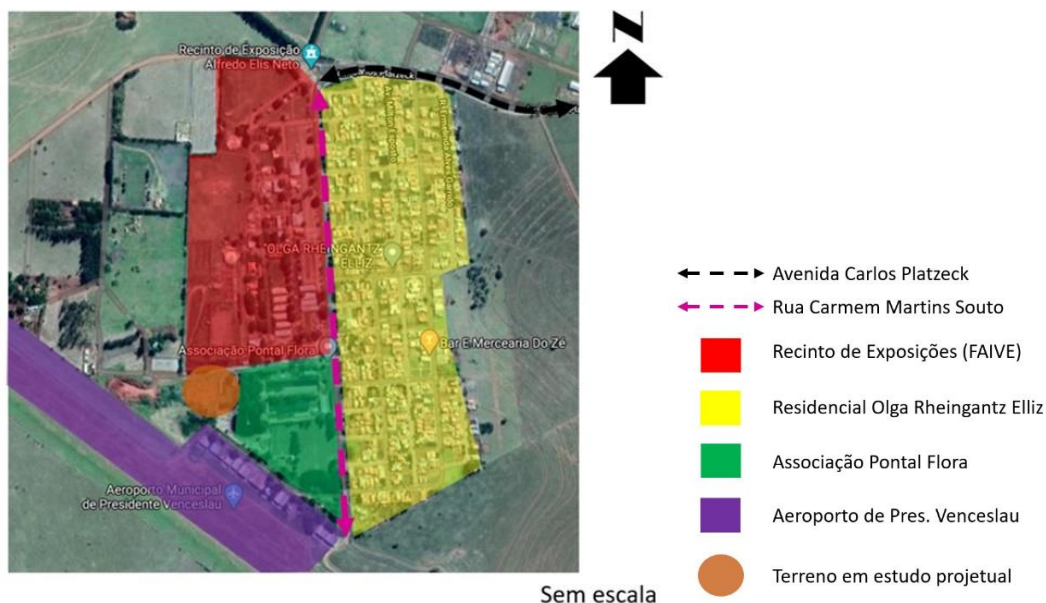 N
Recinto de Exposição
Alfredo Elis Neto
Platzeck
OLGA RHEINGANTZ
ELLIZ
Bar E Mercearia Do Zé
Associação Pontal Flora
Aeroporto Municipal
de Presidente Venceslau
Avenida Carlos Platzeck
Rua Carmem Martins Souto
Recinto de Exposições (FAIVE)
Residencial Olga Rheingantz Elliz
Associação Pontal Flora
Aeroporto de Pres. Venceslau
Terreno em estudo projetual
Sem escala